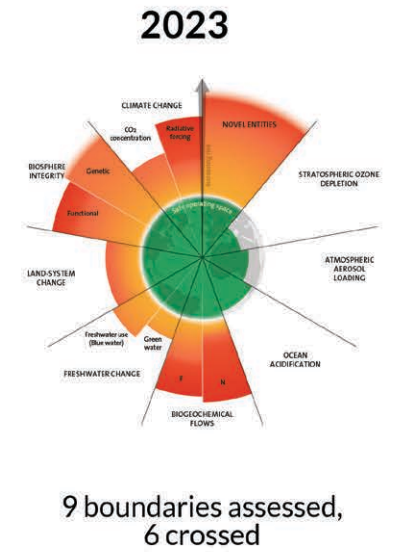 2023
CLIMATE CHANGE
CO2
concentration
Radiative
forcing
NOVEL ENTITIES
STRATOSPHERIC OZONE
DEPLETION
ATMOSPHERIC
AEROSOL
LOADING
OCEAN
ACIDIFICATION
BIOGEOCHEMICAL
FLOWS
N
FRESHWATER CHANGE
Green
water
Freshwater use
(Blue water)
LAND-SYSTEM
CHANGE
BIOSPHERE
INTEGRITY
Functional
Genetic
Safe operating space
9 boundaries assessed,
6 crossed